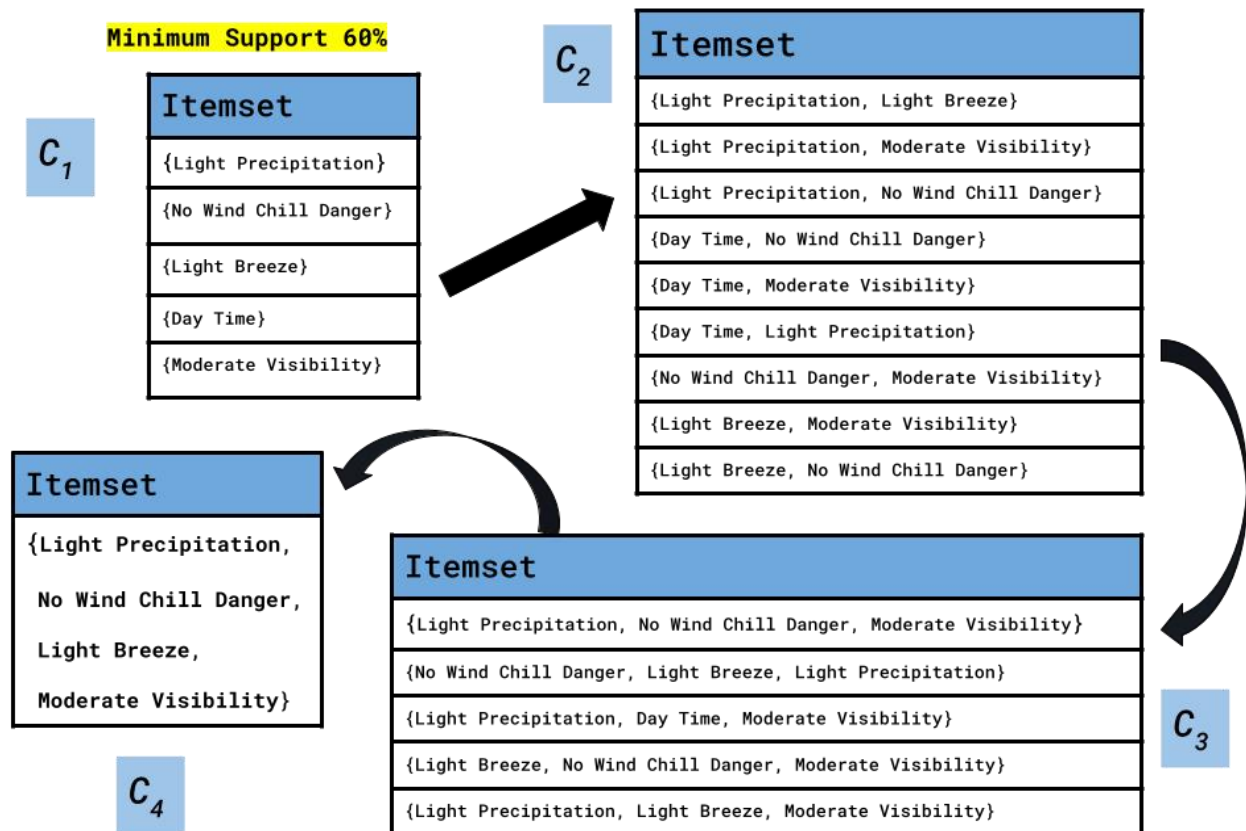 Minimum Support 60%
C1
Itemset
{Light Precipitation}
{No Wind Chill Danger}
{Light Breeze}
{Day Time}
{Moderate Visibility}
C2
Itemset
{Light Precipitation, Light Breeze}
{Light Precipitation, Moderate Visibility}
{Light Precipitation, No Wind Chill Danger}
{Day Time, No Wind Chill Danger}
{Day Time, Moderate Visibility}
{Day Time, Light Precipitation}
{No Wind Chill Danger, Moderate Visibility}
{Light Breeze, Moderate Visibility}
{Light Breeze, No Wind Chill Danger}
Itemset
{Light Precipitation, No Wind Chill Danger, Moderate Visibility}
{No Wind Chill Danger, Light Breeze, Light Precipitation}
{Light Precipitation, Day Time, Moderate Visibility}
{Light Breeze, No Wind Chill Danger, Moderate Visibility}
{Light Precipitation, Light Breeze, Moderate Visibility}
C3
Itemset
{Light Precipitation,
No Wind Chill Danger,
Light Breeze,
Moderate Visibility}
C4